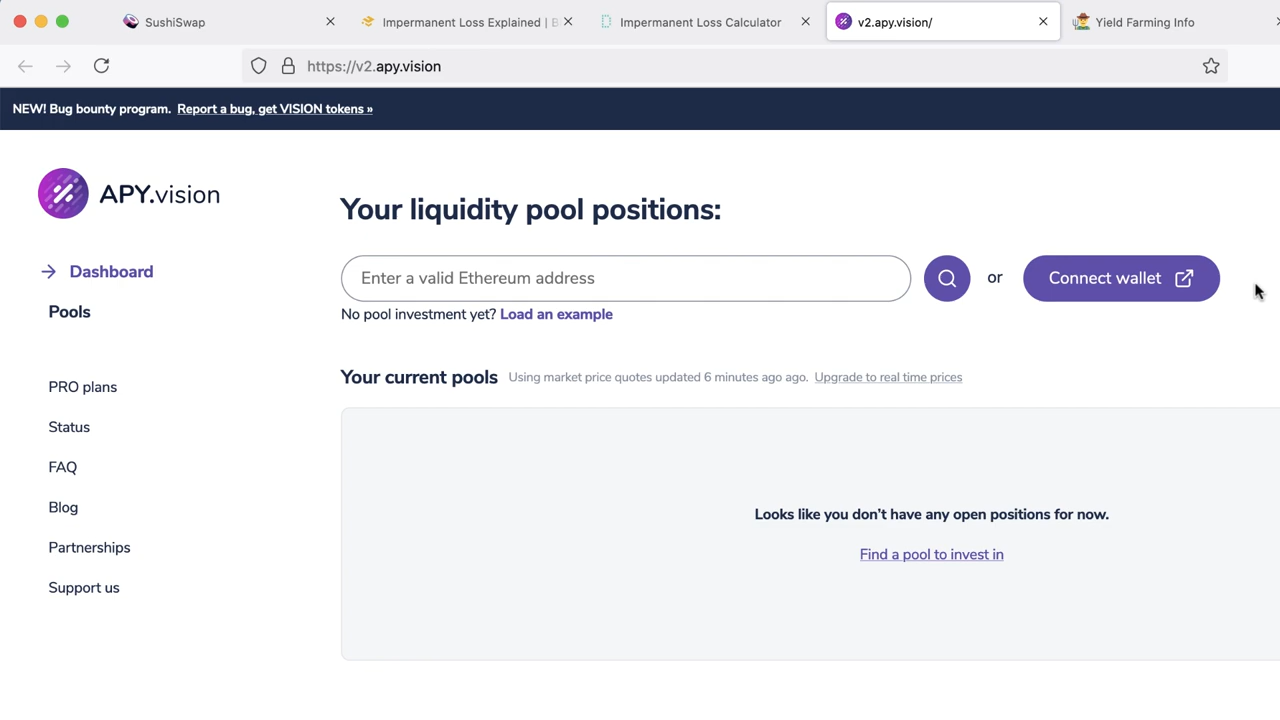 SushiSwap
Impermanent Loss Explained | B
Impermanent Loss Calculator
v2.apy.vision/
Yield Farming Info
https://v2.apy.vision
NEW! Bug bounty program. Report a bug, get VISION tokens »
APY.vision
Your liquidity pool positions:
Dashboard
Enter a valid Ethereum address
or
Connect wallet
Pools
No pool investment yet? Load an example
Your current pools
Using market price quotes updated 6 minutes ago ago. Upgrade to real time prices
PRO plans
Status
FAQ
Blog
Partnerships
Support us
Looks like you don't have any open positions for now.
Find a pool to invest in